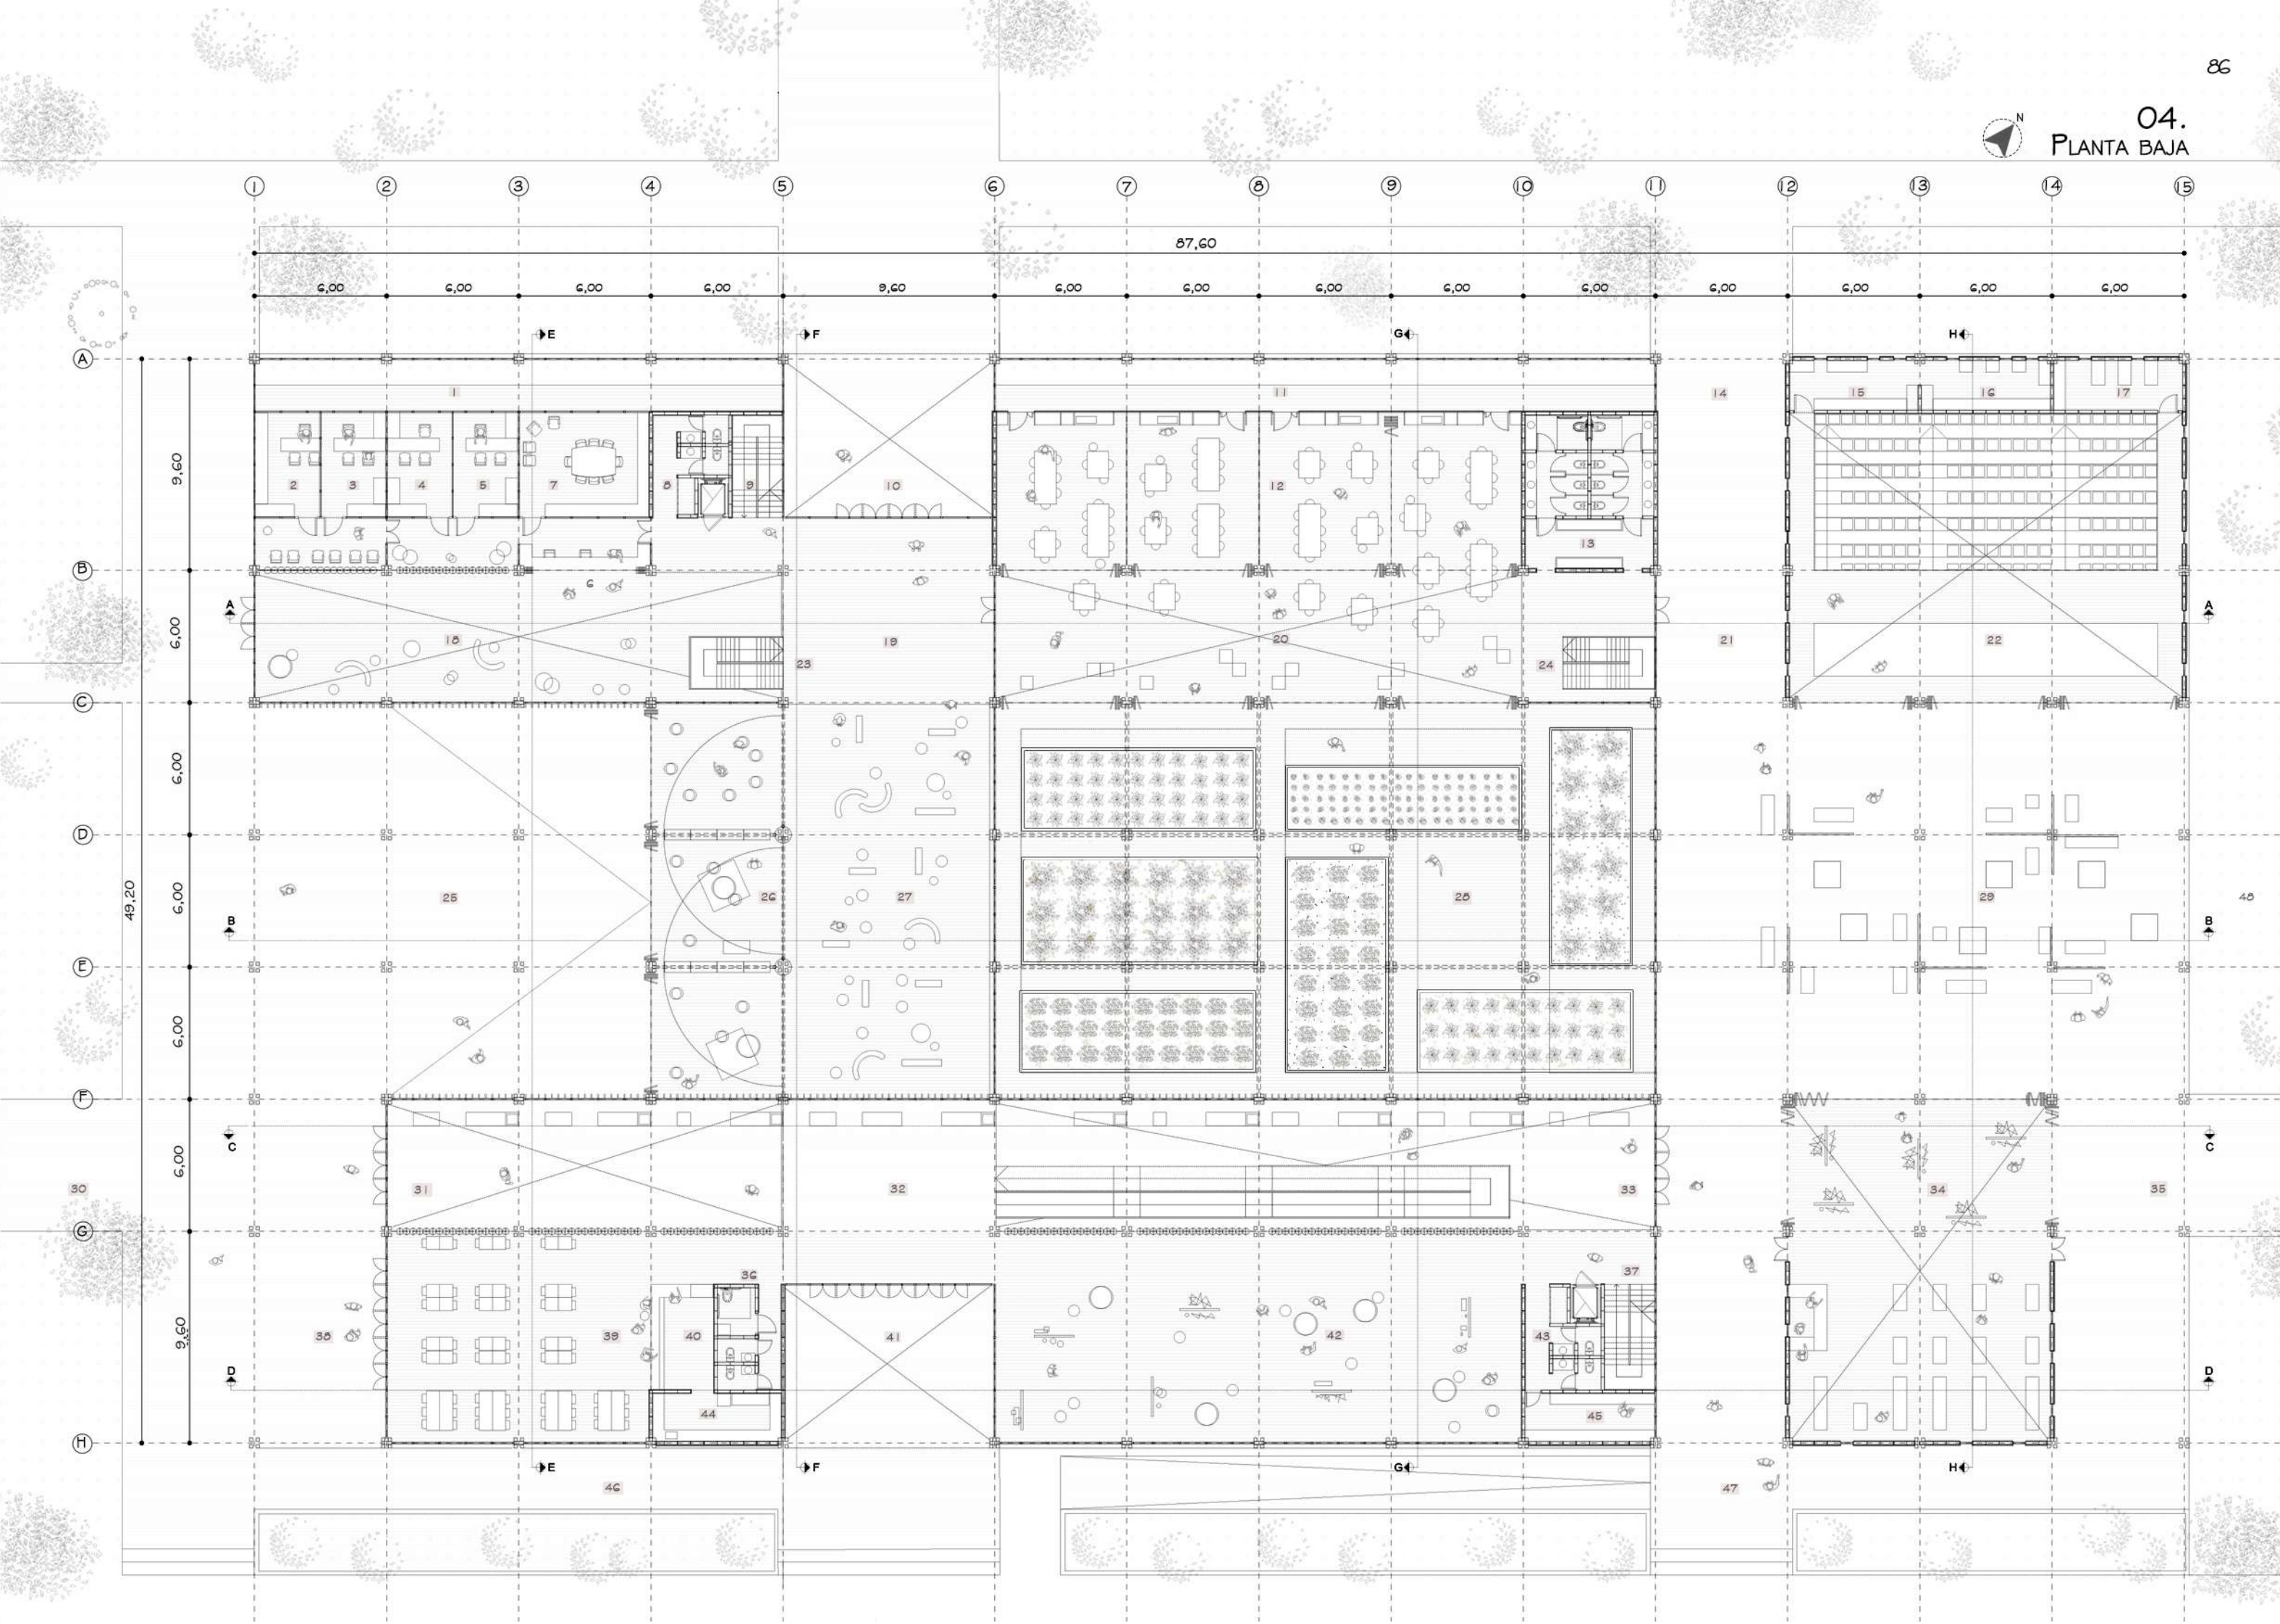 86
N
04.
PLANTA BAJA
1 2 3 4 5 6 7 8 9 10 11 12 13 14 15
87,60
6,00 6,00 6,00 6,00 9,60 6,00 6,00 6,00 6,00 6,00 6,00 6,00 6,00 6,00
E F G H
A
1 11 14 15 16 17
9,60
2 3 4 5 7 8 9 10 12
13
B
6
A A
6,00
18 19 20 21 22
23 24
C
6,00
D
49,20
6,00
25 26 27 28 29 48
B B
E
6,00
F
C C
6,00
30 31 32 33 34 35
G
36 37
9,60
38 39 40 41 42 43
D D
44 45
H
E F G H
46 47